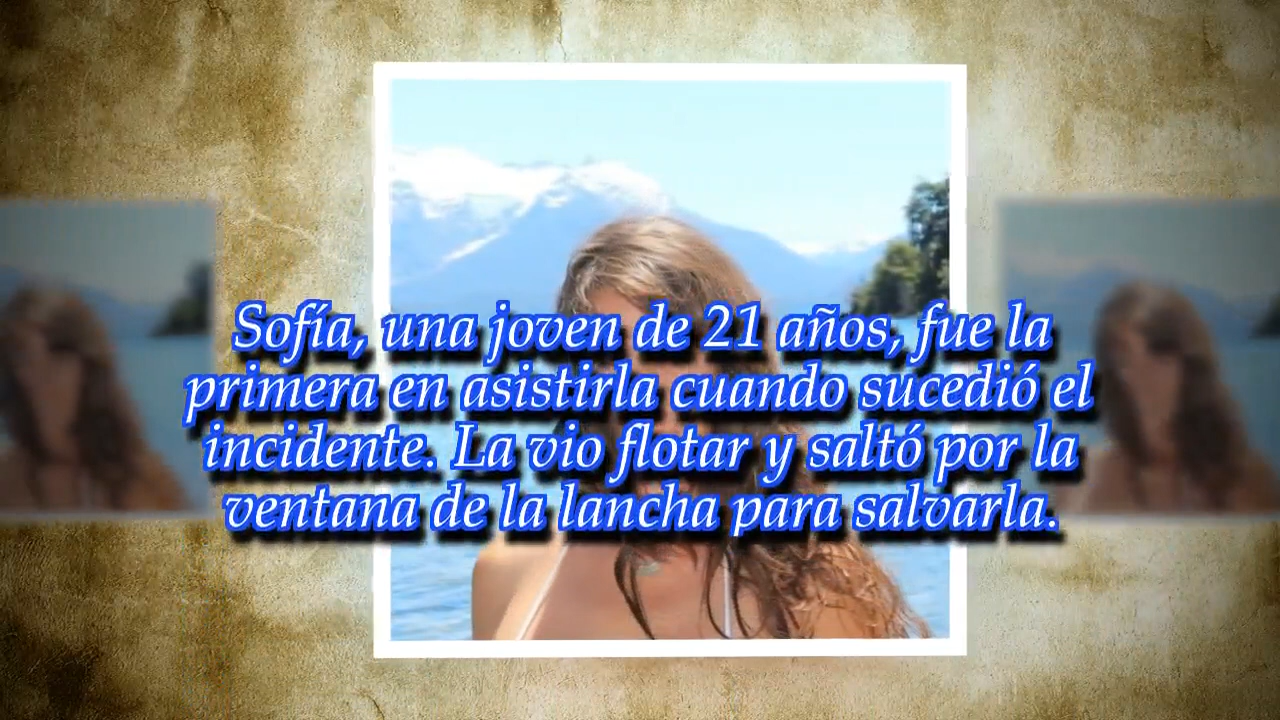 Sofía, una joven de 21 años, fue la
primera en asistirla cuando sucedió el
incidente. La vio flotar y saltó por la
ventana de la lancha para salvarla.